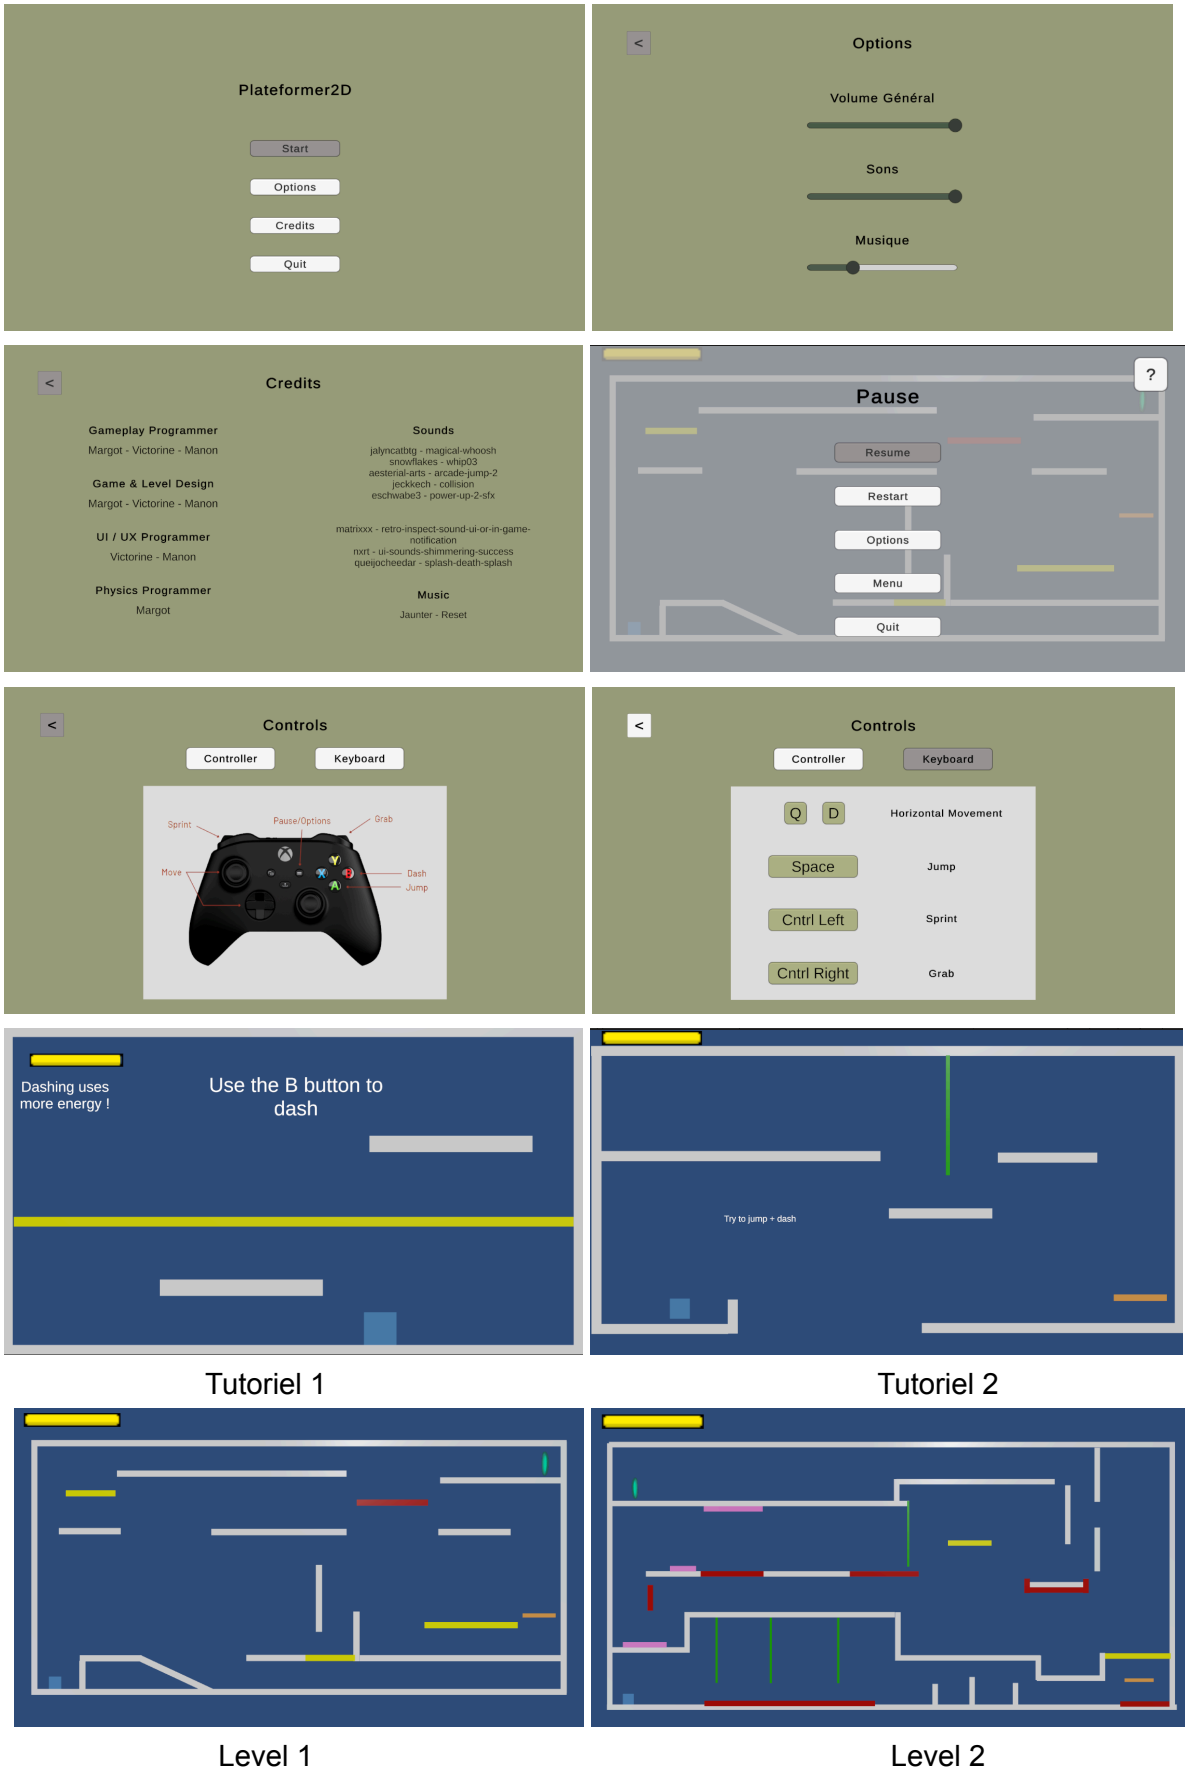 Plateformer2D
Start
Options
Credits
Quit
<
Options
Volume Général
Sons
Musique
<
Credits
Gameplay Programmer
Margot - Victorine - Manon
Game & Level Design
Margot - Victorine - Manon
UI / UX Programmer
Victorine - Manon
Physics Programmer
Margot
Sounds
jalyncatbtg - magical-whoosh
snowflakes - whip03
aesterial-arts - arcade-jump-2
jeckkech - collision
eschwabe3 - power-up-2-sfx
matrixxx - retro-inspect-sound-ui-or-in-game-
notification
nxrt - ui-sounds-shimmering-success
queijocheedar - splash-death-splash
Music
Jaunter - Reset
?
Pause
Resume
Restart
Options
Menu
Quit
<
Controls
Controller
Keyboard
Sprint
Pause/Options
Grab
Move
Y
X
B
A
Dash
Jump
<
Controls
Controller
Keyboard
Q D Horizontal Movement
Space Jump
Cntrl Left Sprint
Cntrl Right Grab
Dashing uses
more energy !
Use the B button to
dash
Try to jump + dash
Tutoriel 1
Tutoriel 2
Level 1
Level 2